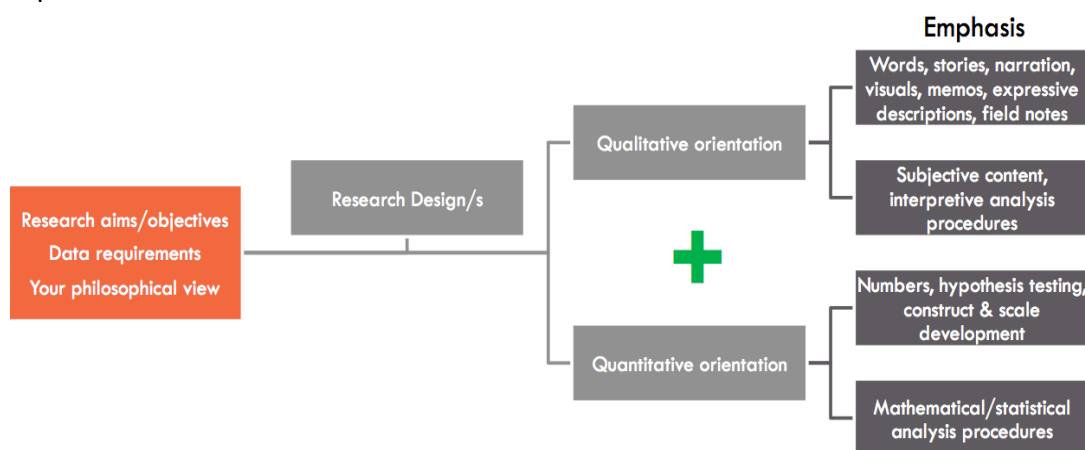 Emphasis
Words, stories, narration,
visuals, memos, expressive
descriptions, field notes
Qualitative orientation
Subjective content,
interpretive analysis
procedures
Research Design/s
Research aims/objectives
Data requirements
Your philosophical view
Numbers, hypothesis testing,
construct & scale
development
Quantitative orientation
Mathematical/statistical
analysis procedures